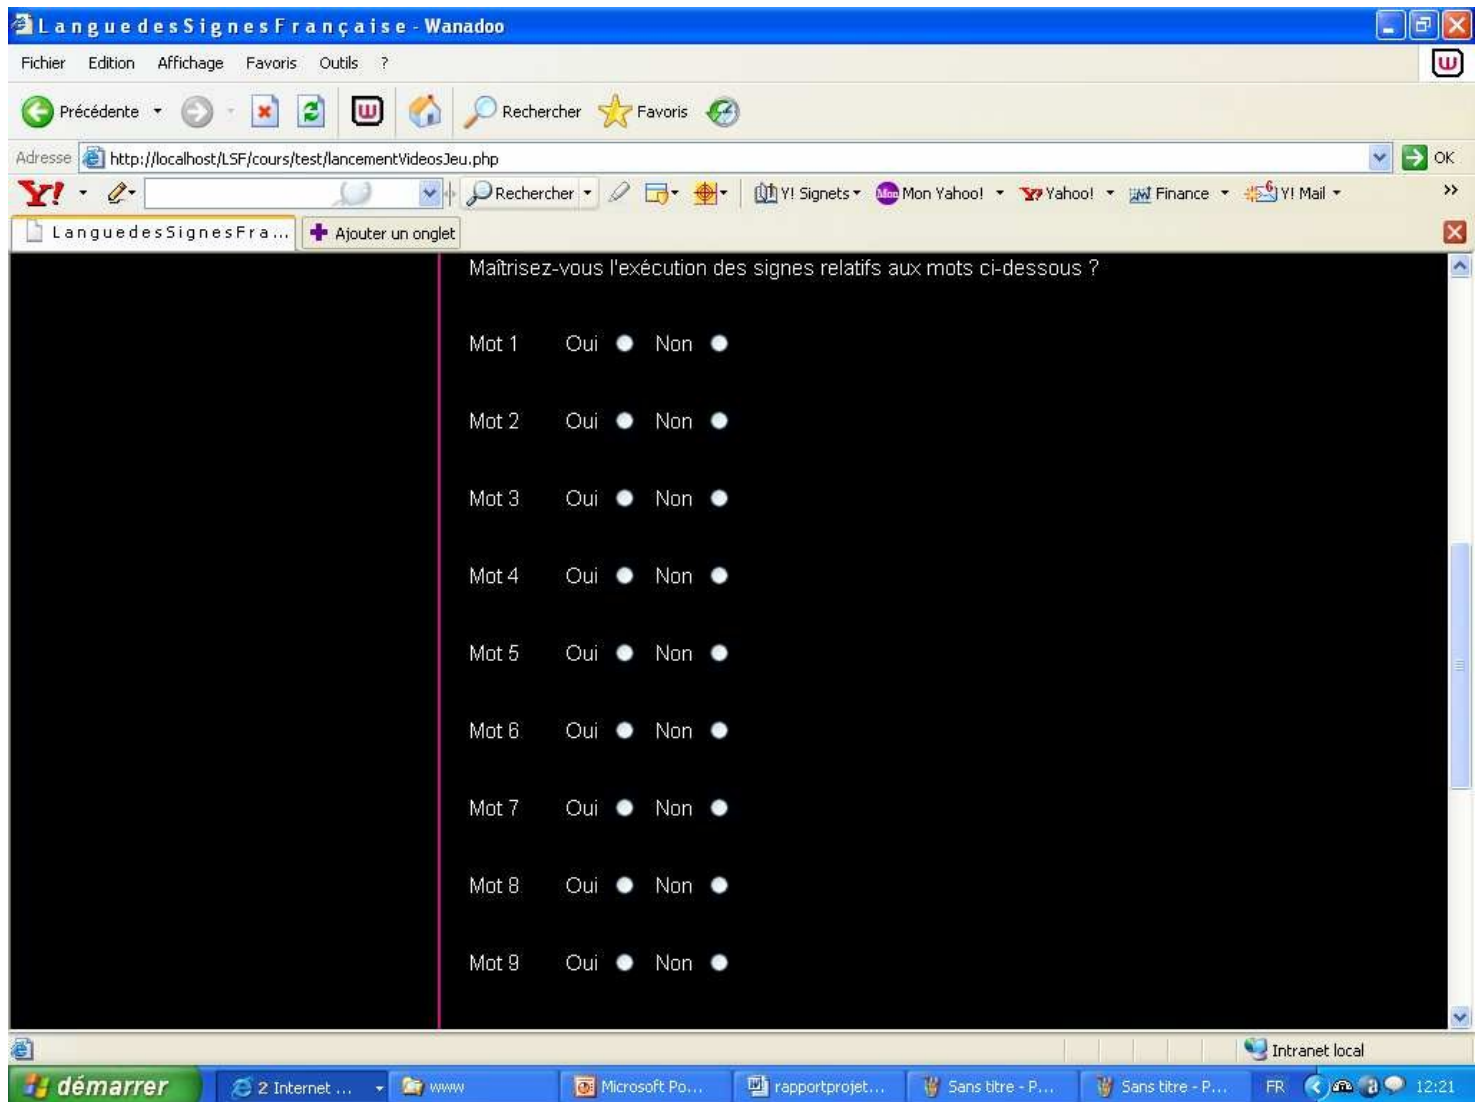 L a n g u e d e s S i g n e s F r a n ç a i s e - Wanadoo
Fichier Edition Affichage Favoris Outils ?
Précédente Rechercher Favoris
Adresse http://localhost/LSF/cours/test/lancementVideosJeu.php OK
Y! Rechercher Y! Signets Mon Mon Yahoo! Y? Yahoo! Finance 6 Y! Mail »
L a n g u e d e s S i g n e s F r a ... Ajouter un onglet
Maîtrisez-vous l'exécution des signes relatifs aux mots ci-dessous ?
Mot 1 Oui Non
Mot 2 Oui Non
Mot 3 Oui Non
Mot 4 Oui Non
Mot 5 Oui Non
Mot 6 Oui Non
Mot 7 Oui Non
Mot 8 Oui Non
Mot 9 Oui Non
Intranet local
démarrer 2 Internet ... www Microsoft Po... rapportprojet... Sans titre - P... Sans titre - P... FR 12:21